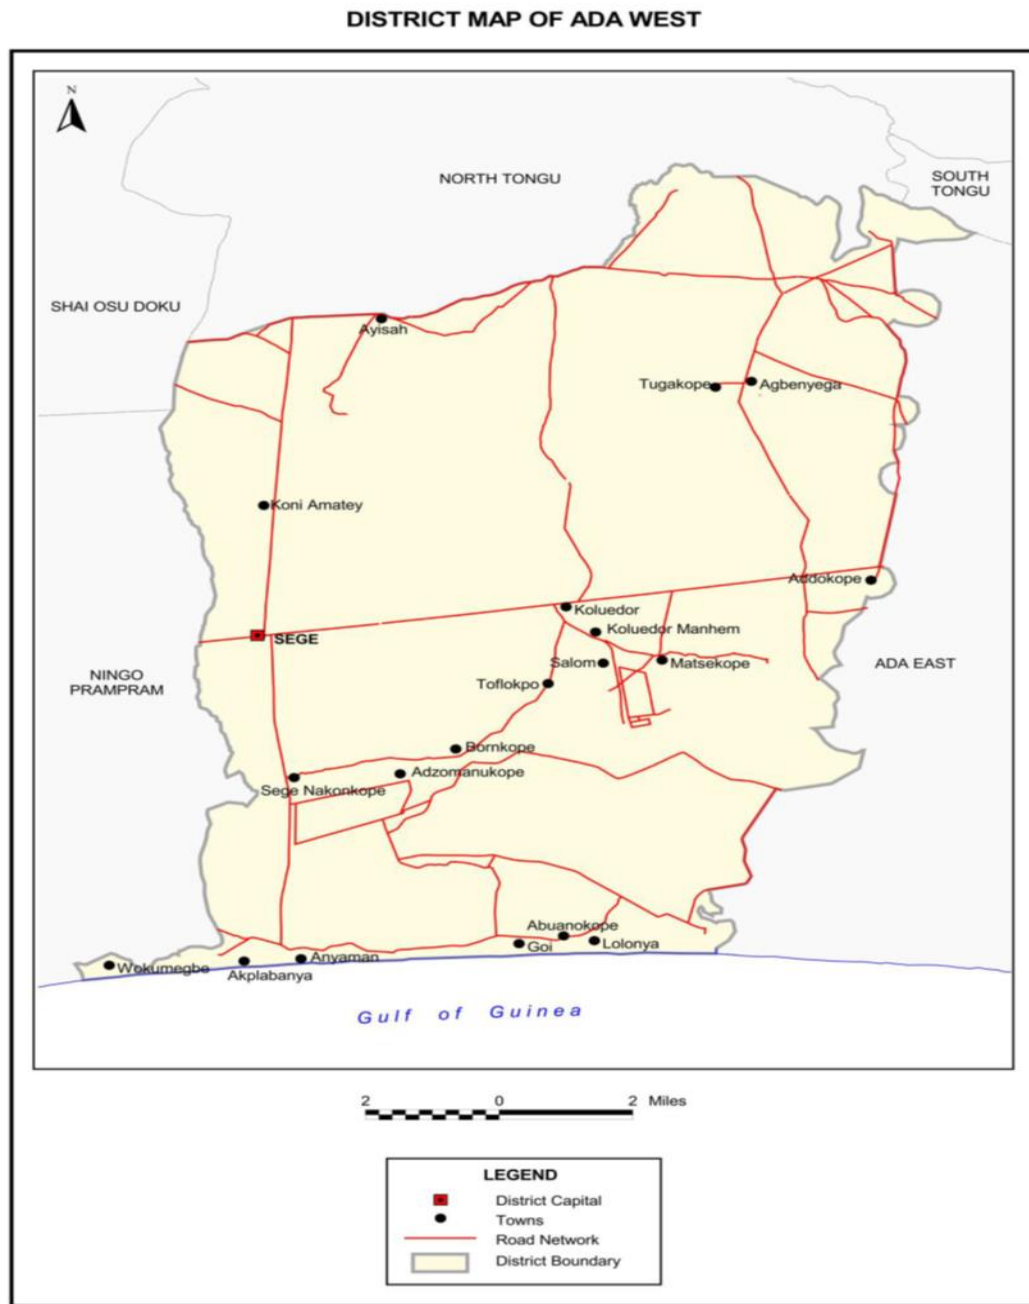 DISTRICT MAP OF ADA WEST
N
NORTH TONGU
SOUTH
TONGU
SHAI OSU DOKU
Ayisah
Tugakope
Agbenyega
Koni Amatey
Addokope
Koluedor
Koluedor Manhem
SEGE
Salom
Matsekope
ADA EAST
NINGO
PRAMPRAM
Toflokpo
Bornkope
Adzomanukope
Sege Nakonkope
Abuanokope
Goi
Lolonya
Anyaman
Wokumegbe
Akplabanya
Gulf of Guinea
2 0 2 Miles
LEGEND
District Capital
Towns
Road Network
District Boundary